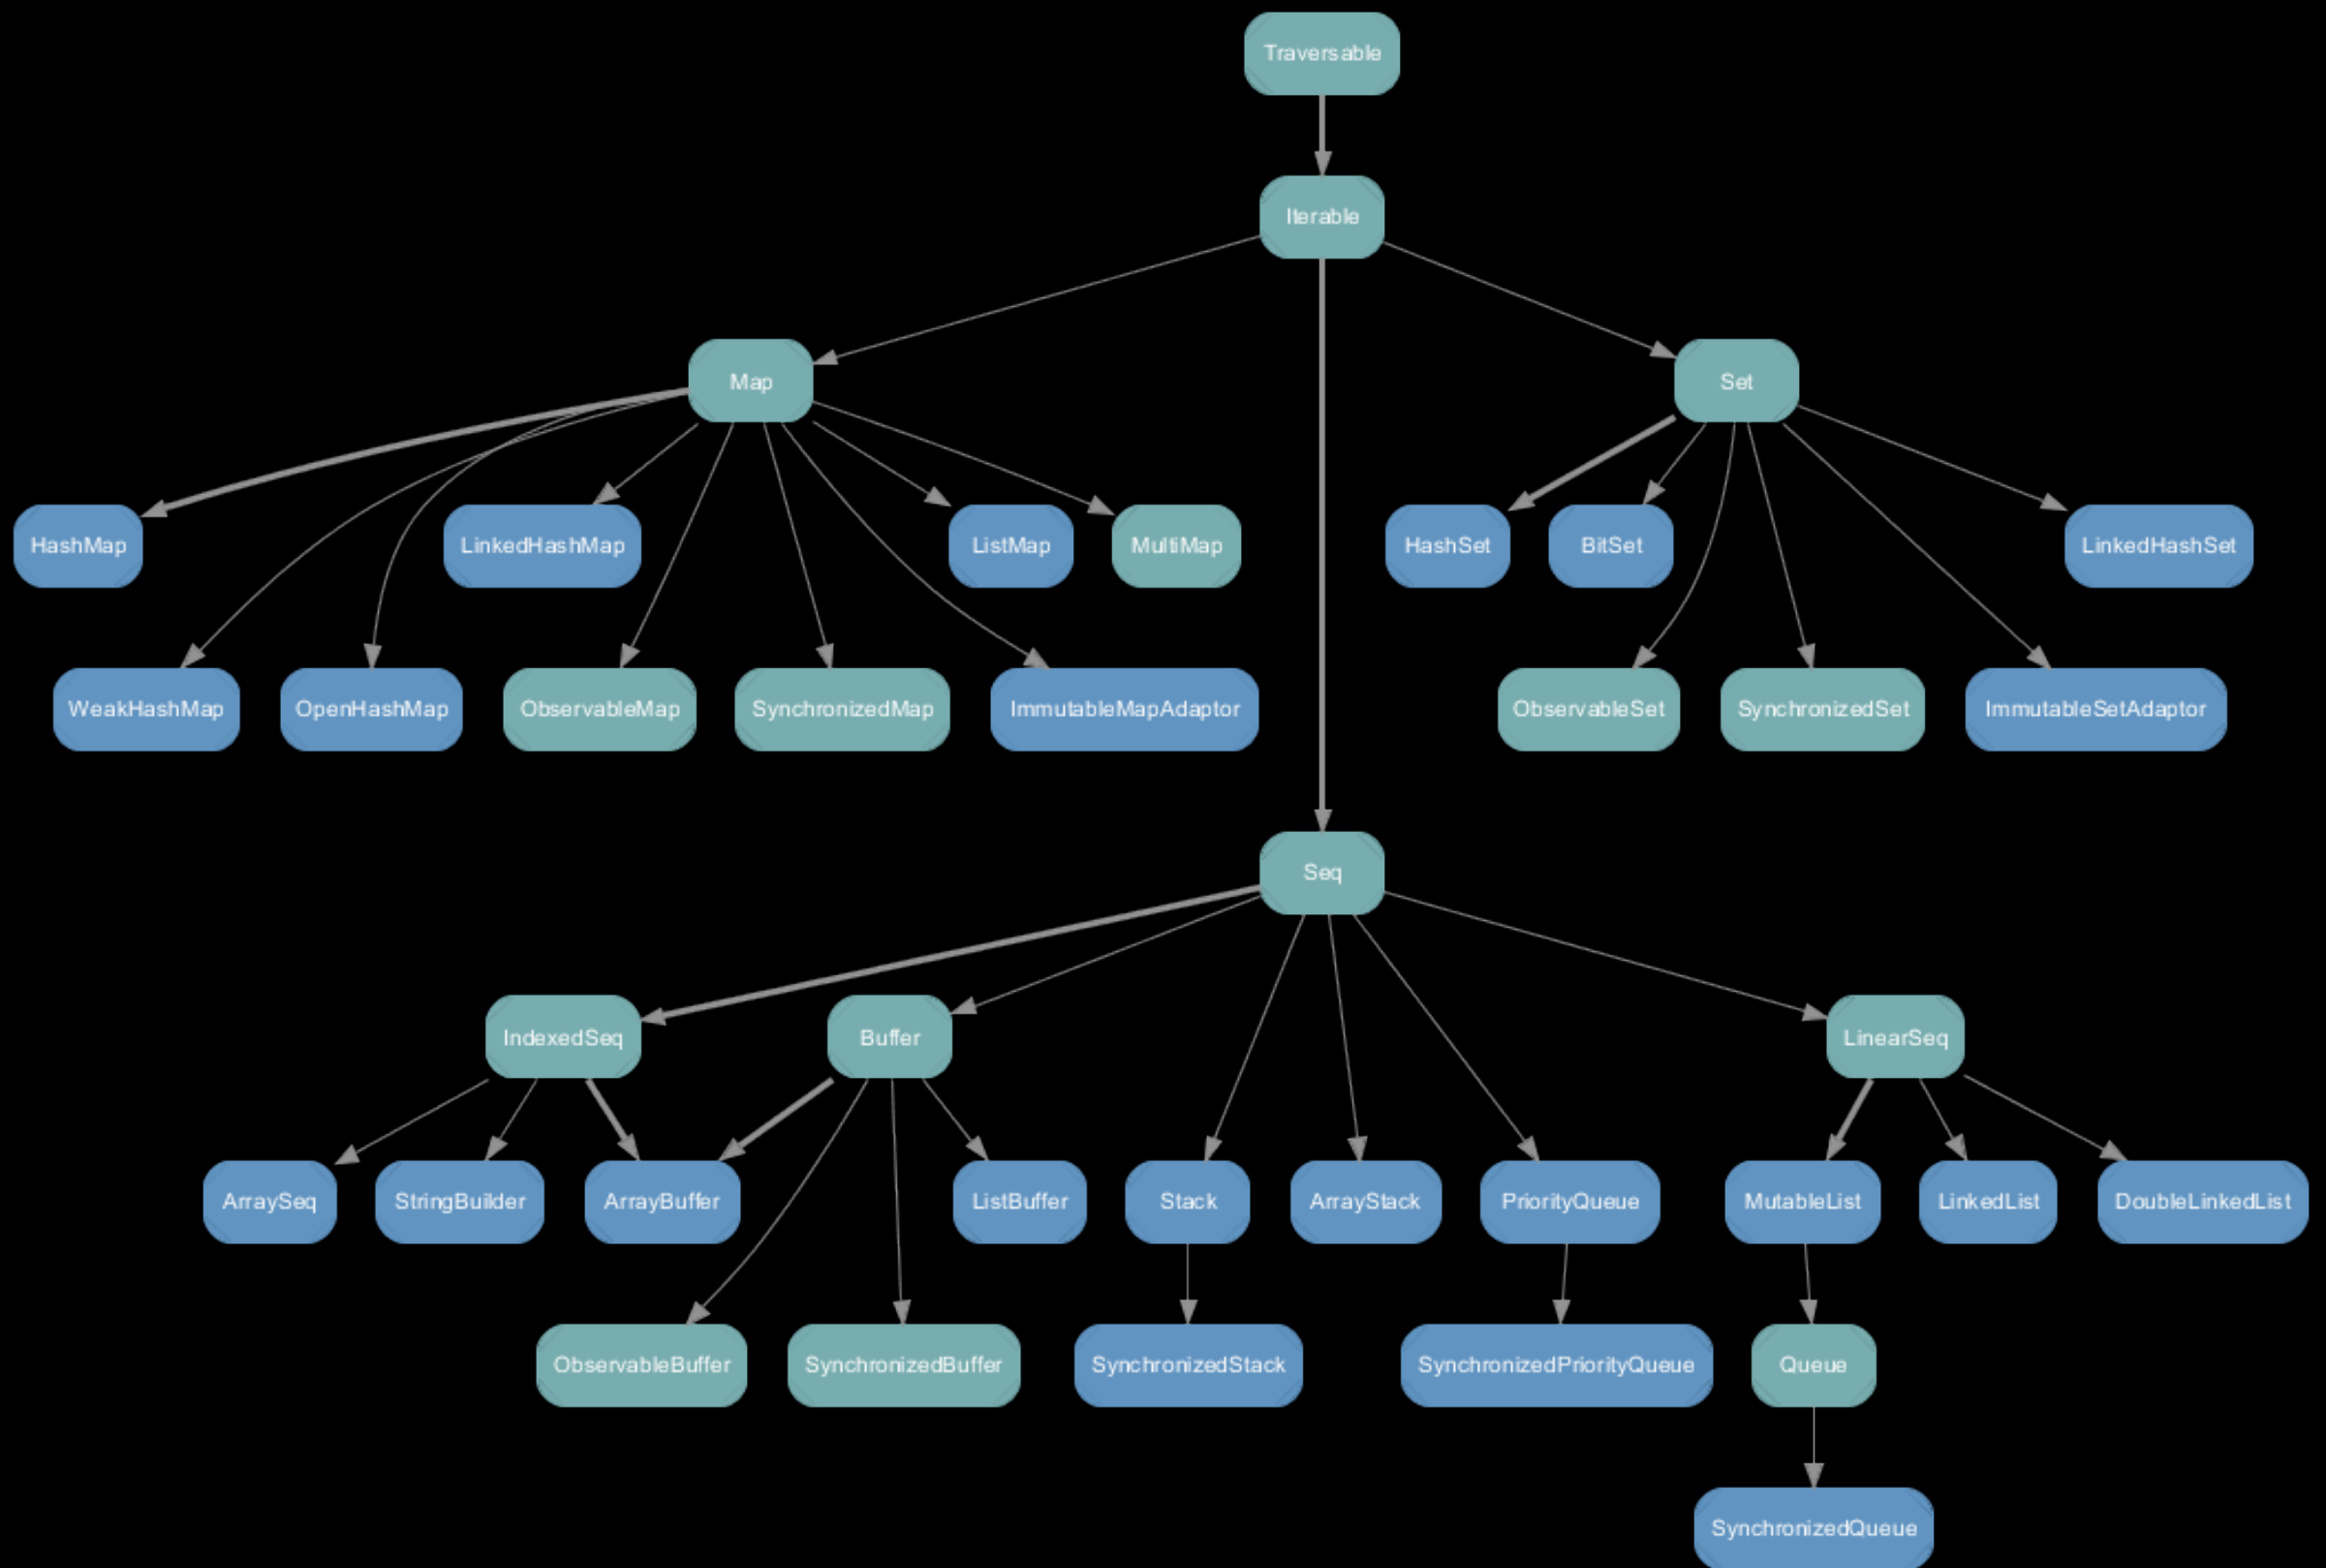 Traversable
Iterable
Map
Set
HashMap
LinkedHashMap
ListMap
MultiMap
HashSet
BitSet
LinkedHashSet
WeakHashMap
OpenHashMap
ObservableMap
SynchronizedMap
ImmutableMapAdaptor
ObservableSet
SynchronizedSet
ImmutableSetAdaptor
Seq
IndexedSeq
Buffer
LinearSeq
ArraySeq
StringBuilder
ArrayBuffer
ListBuffer
Stack
ArrayStack
PriorityQueue
MutableList
LinkedList
DoubleLinkedList
ObservableBuffer
SynchronizedBuffer
SynchronizedStack
SynchronizedPriorityQueue
Queue
SynchronizedQueue